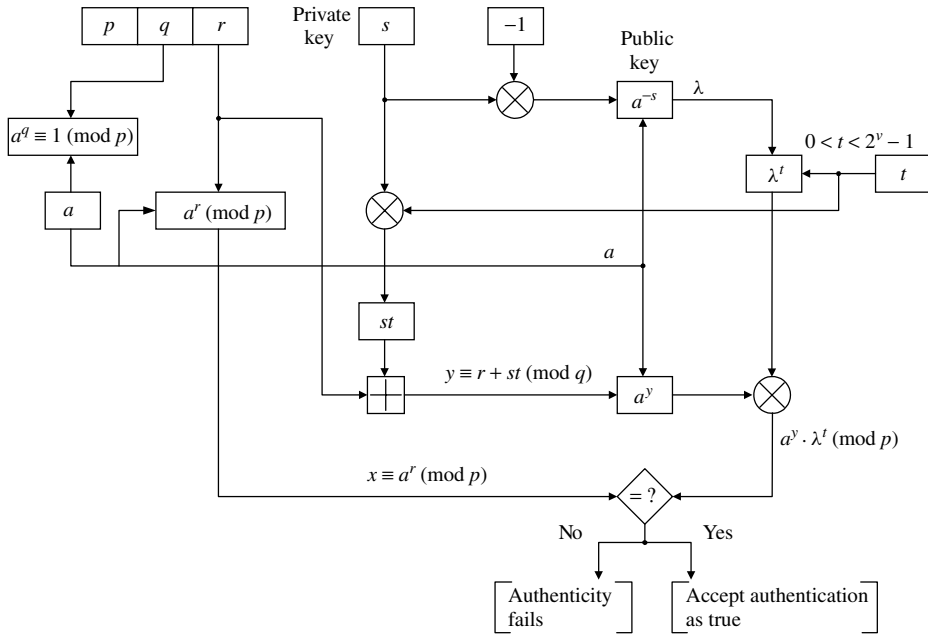 p q r
Private key
s
−1
Public key
a⁻ˢ
λ
a^q ≡ 1 (mod p)
0 < t < 2^v − 1
λ^t
t
a
a^r (mod p)
a
st
y ≡ r + st (mod q)
a^y
a^y · λ^t (mod p)
x ≡ a^r (mod p)
= ?
No
Yes
Authenticity
fails
Accept authentication
as true